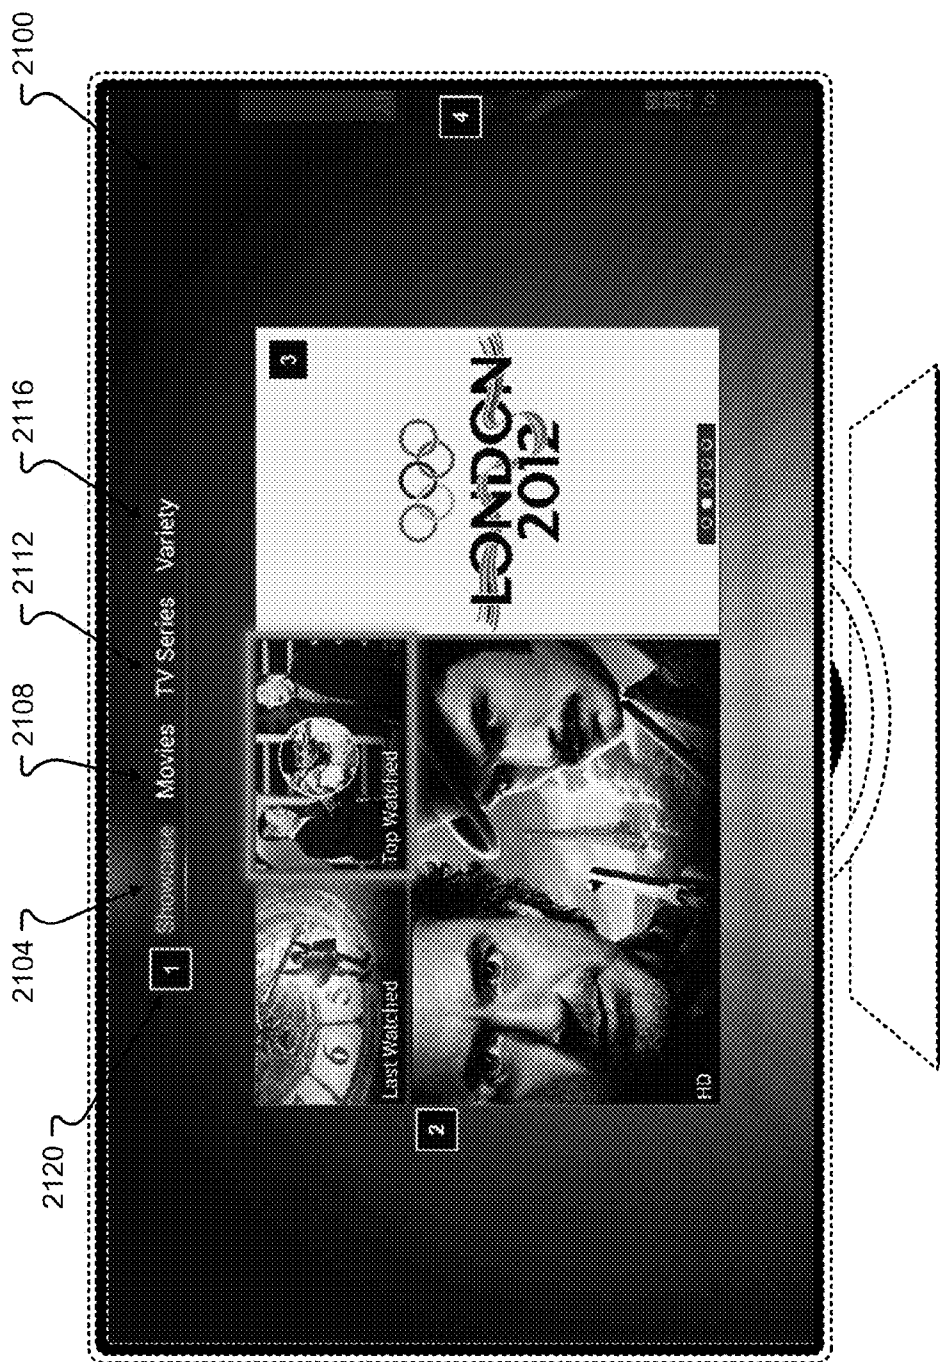 2120 2104 2108 2112 2116 2100
1 Showcase Movies TV Series Variety
Last Watched
Top Watched
2
HD
3
LONDON
2012
4